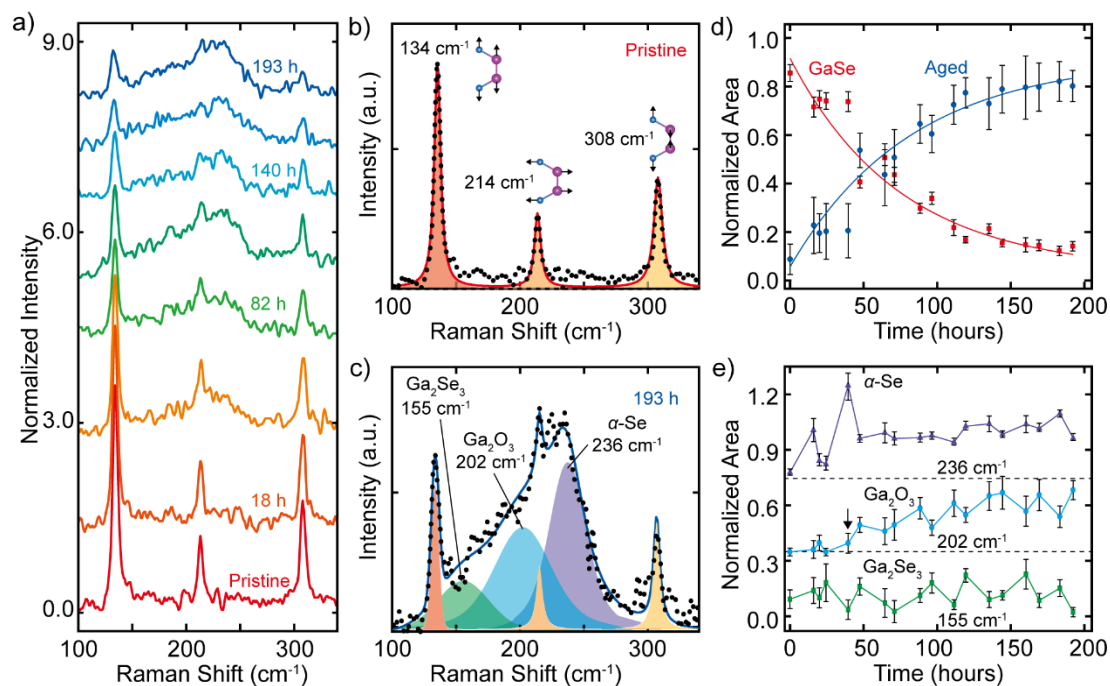 a)
9.0
6.0
3.0
0.0
Normalized Intensity
193 h
140 h
82 h
18 h
Pristine
100 200 300
Raman Shift (cm-1)
b)
134 cm-1
Pristine
214 cm-1
308 cm-1
Intensity (a.u.)
100 200 300
Raman Shift (cm-1)
c)
193 h
Ga2Se3
155 cm-1
Ga2O3
202 cm-1
α-Se
236 cm-1
Intensity (a.u.)
100 200 300
Raman Shift (cm-1)
d)
1.0
0.8
0.6
0.4
0.2
0.0
Normalized Area
GaSe
Aged
0 50 100 150 200
Time (hours)
e)
1.2
0.9
0.6
0.3
0.0
Normalized Area
α-Se
236 cm-1
Ga2O3
202 cm-1
Ga2Se3
155 cm-1
0 50 100 150 200
Time (hours)